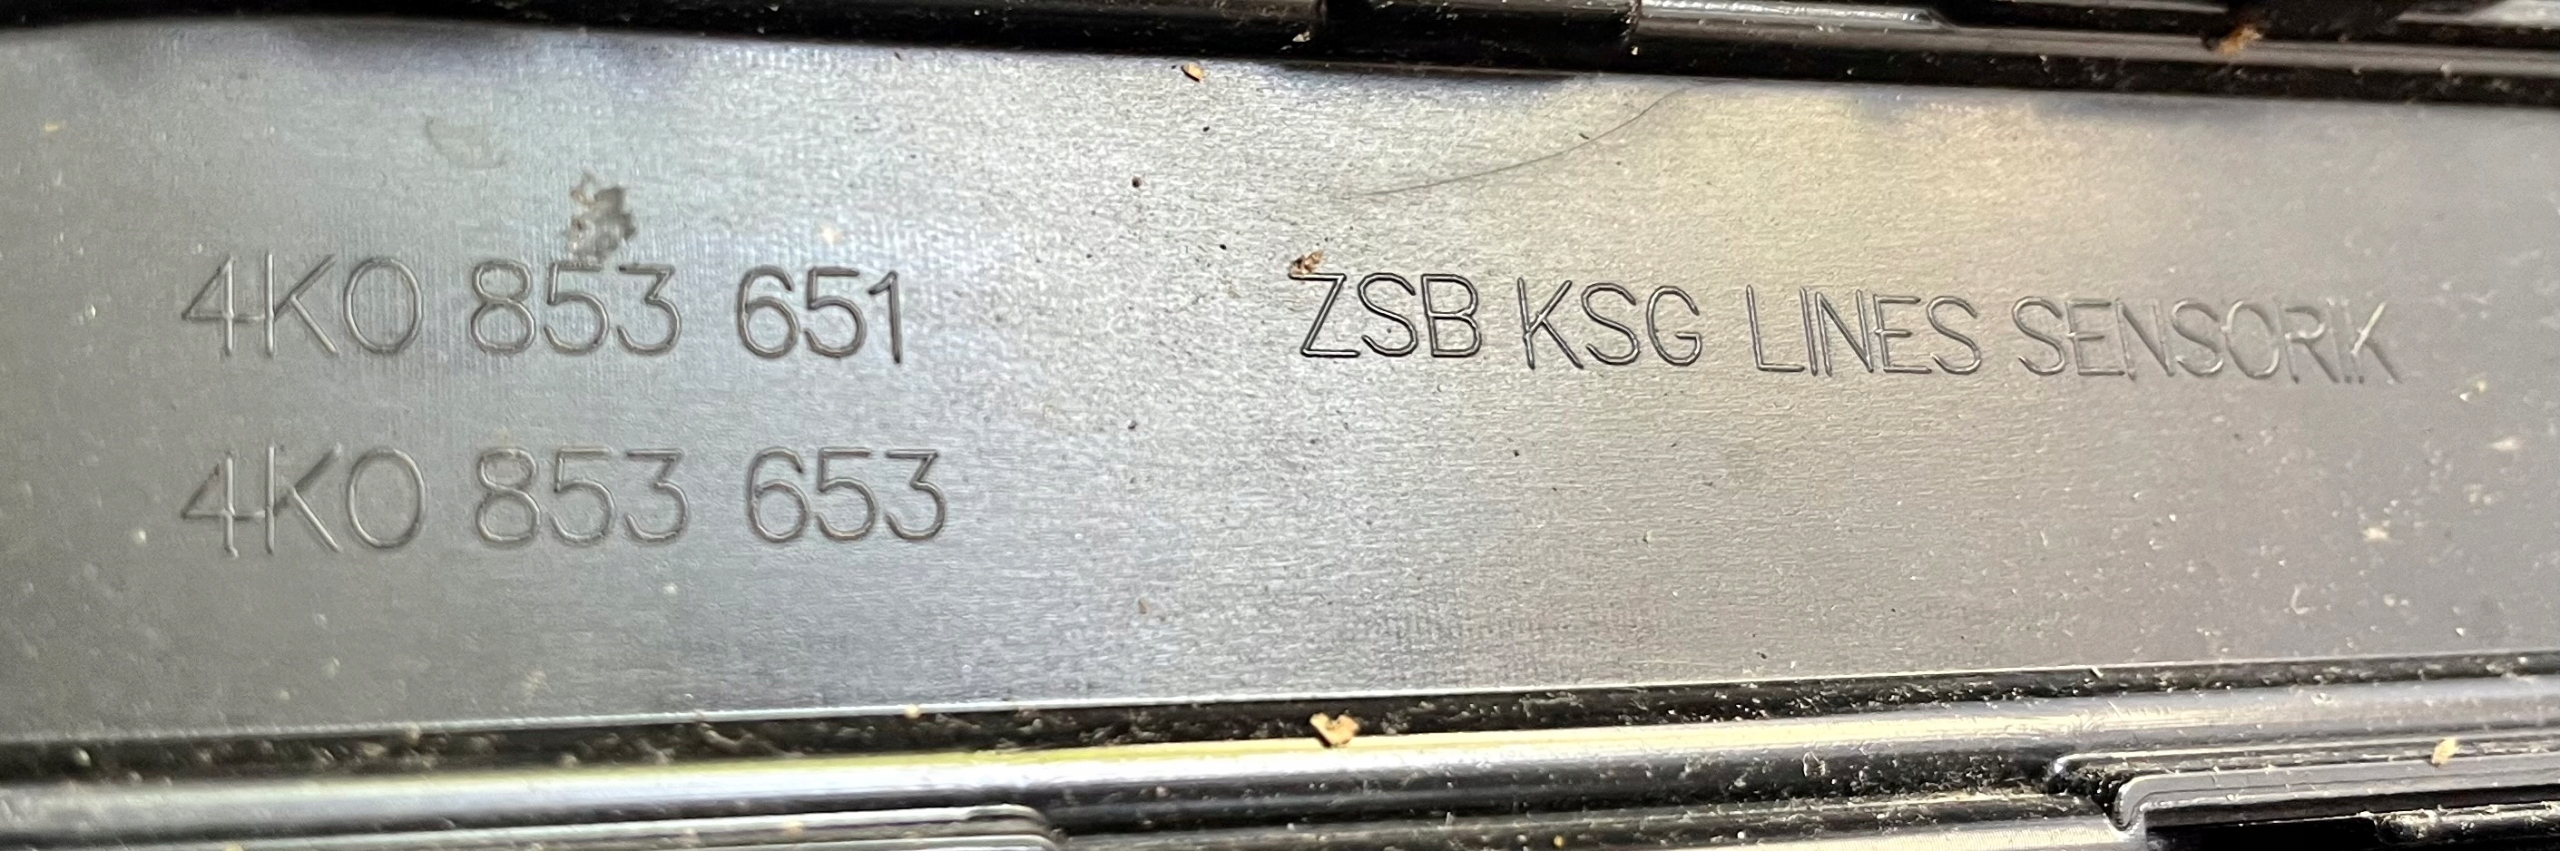 4K0 853 651 ZSB KSG LINES SENSORIK
4K0 853 653